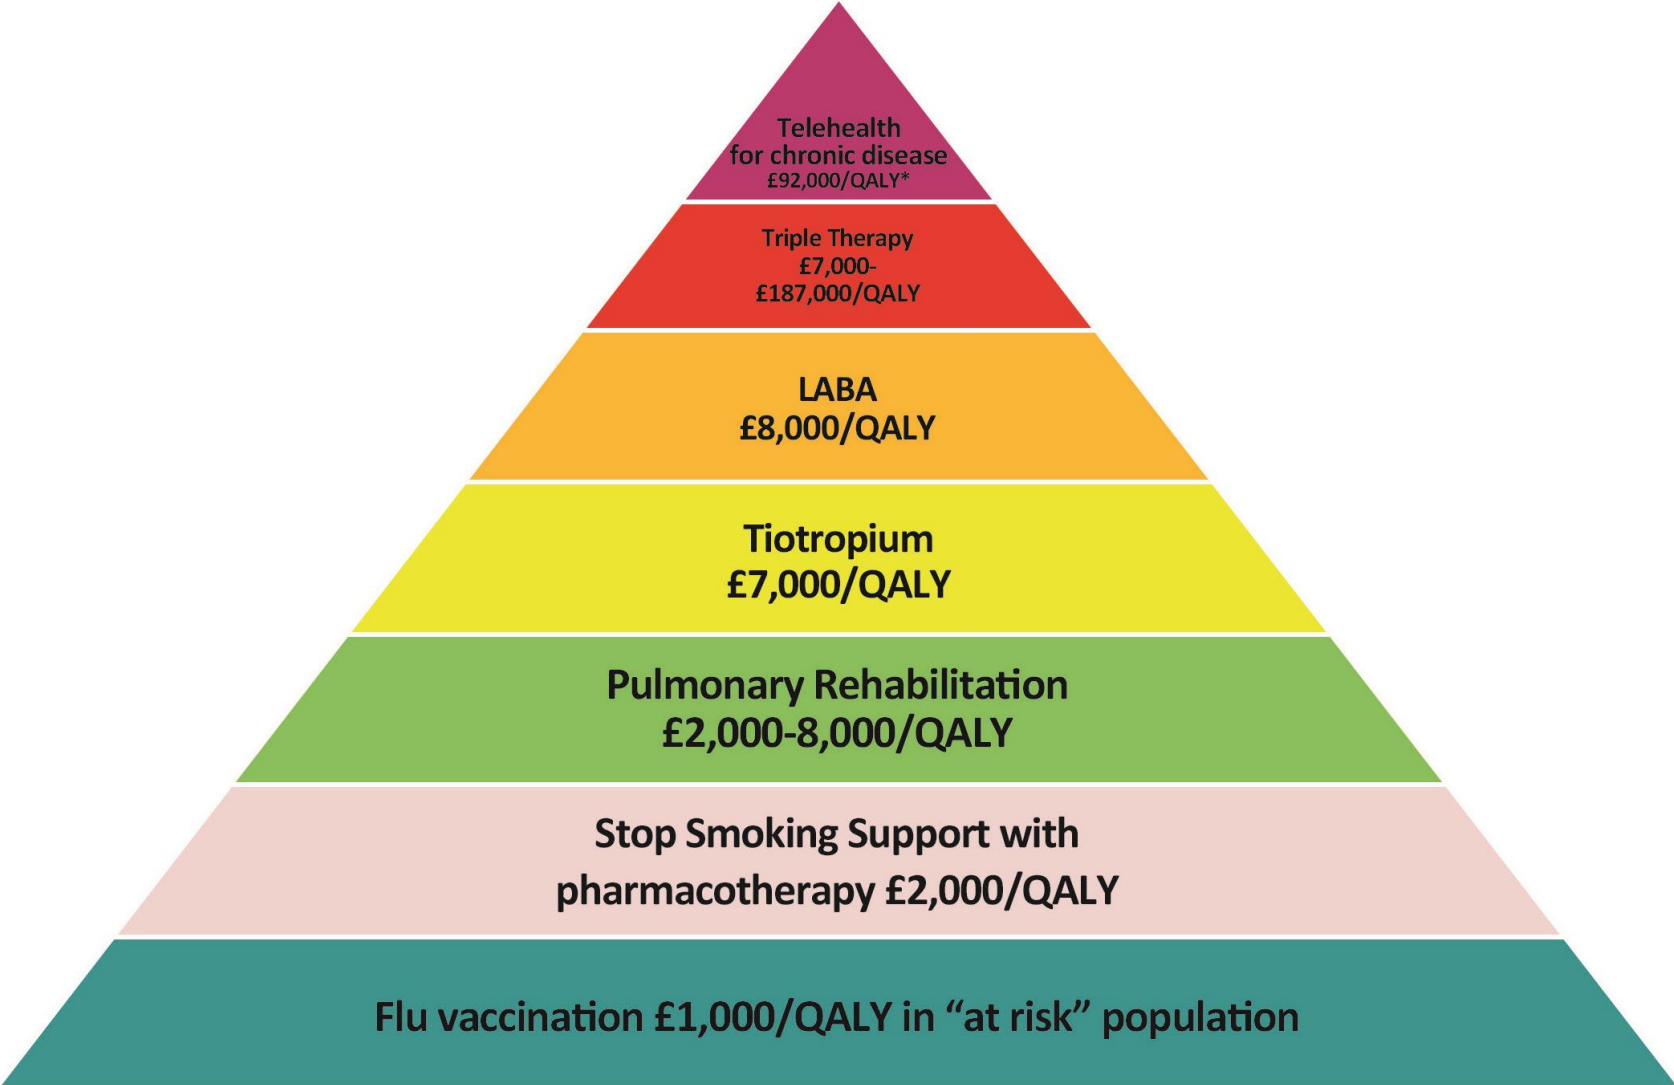 Telehealth
for chronic disease
£92,000/QALY*
Triple Therapy
£7,000-
£187,000/QALY
LABA
£8,000/QALY
Tiotropium
£7,000/QALY
Pulmonary Rehabilitation
£2,000-8,000/QALY
Stop Smoking Support with
pharmacotherapy £2,000/QALY
Flu vaccination £1,000/QALY in “at risk” population